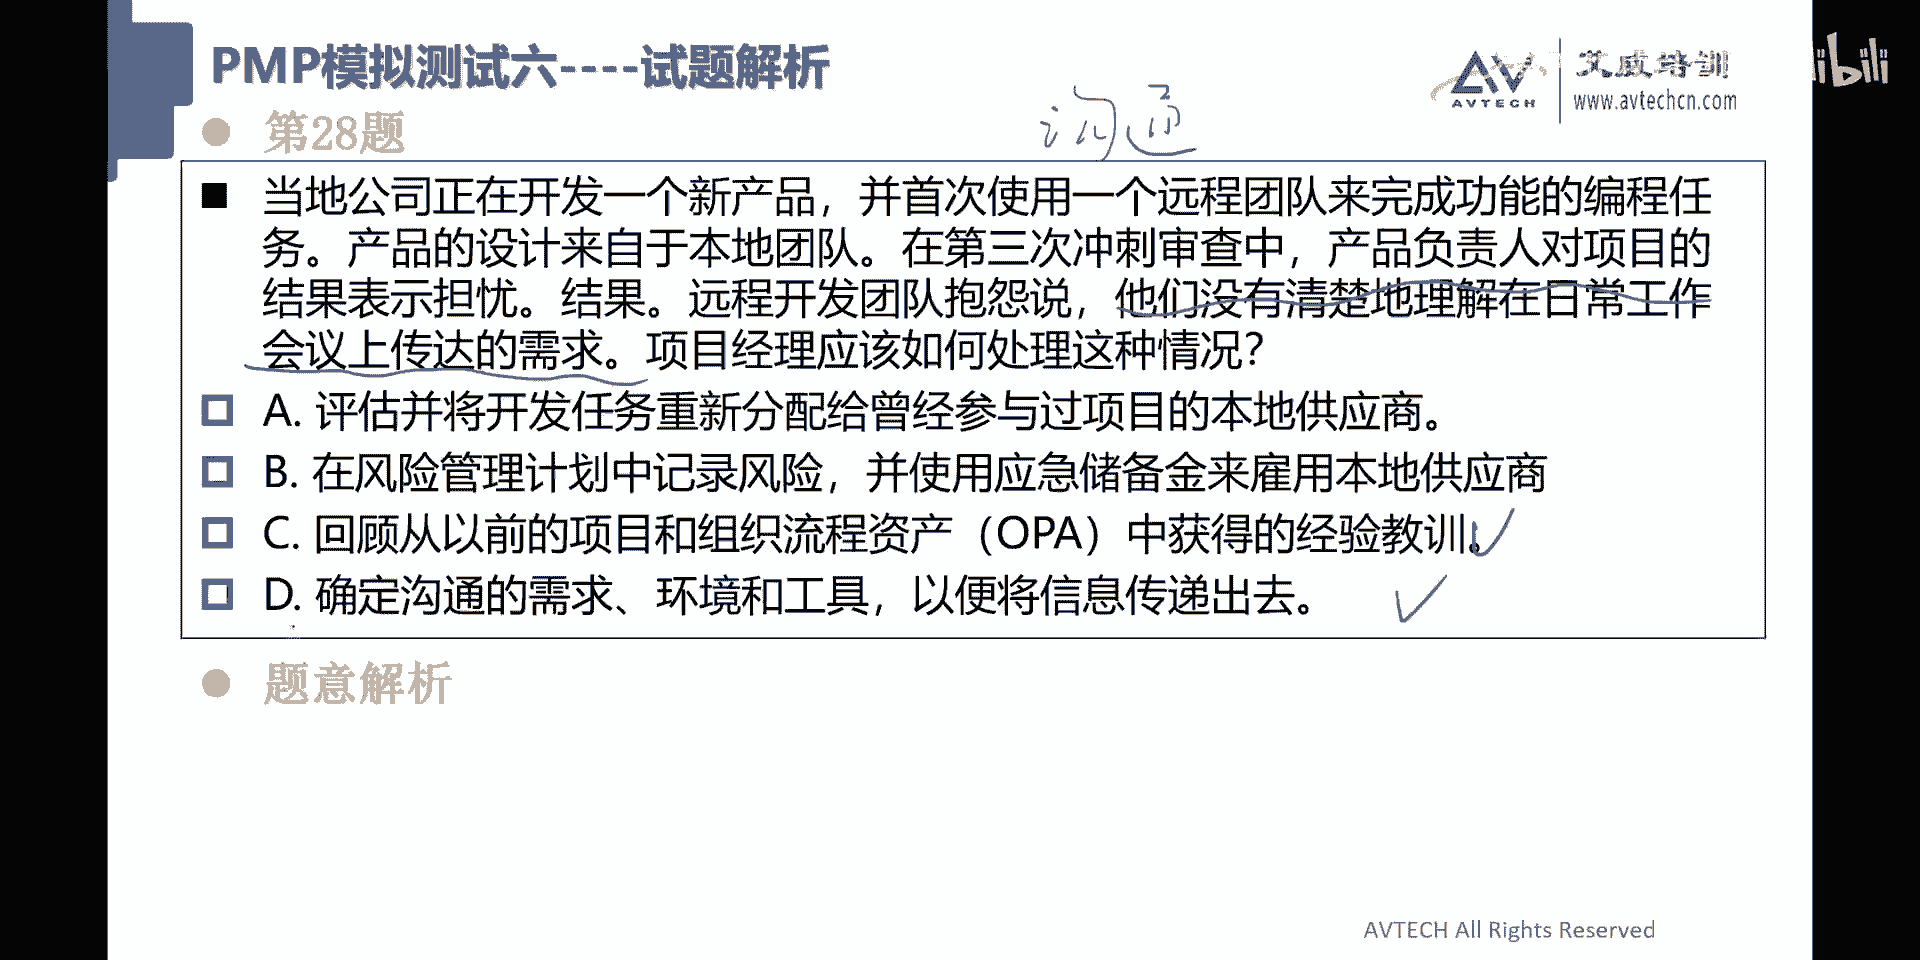 PMP模拟测试六----试题解析
艾威培训
AVTECH
www.avtechcn.com
bili
第28题
沟通
当地公司正在开发一个新产品，并首次使用一个远程团队来完成功能的编程任
务。产品的设计来自于本地团队。在第三次冲刺审查中，产品负责人对项目的
结果表示担忧。结果。远程开发团队抱怨说，他们没有清楚地理解在日常工作
会议上传达的需求。项目经理应该如何处理这种情况？
A. 评估并将开发任务重新分配给曾经参与过项目的本地供应商。
B. 在风险管理计划中记录风险，并使用应急储备金来雇用本地供应商
C. 回顾从以前的项目和组织流程资产（OPA）中获得的经验教训。
D. 确定沟通的需求、环境和工具，以便将信息传递出去。
题意解析
AVTECH All Rights Reserved